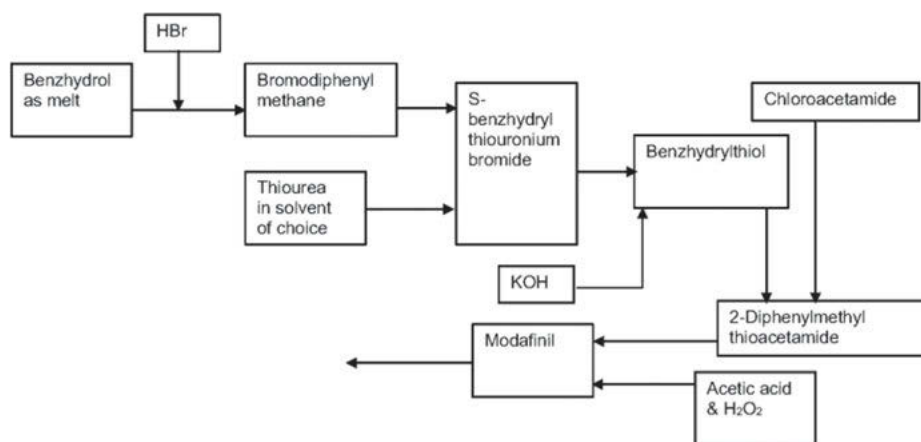 HBr
Benzhydrol
as melt
Bromodiphenyl
methane
S-
benzhydryl
thiouronium
bromide
Chloroacetamide
Benzhydrylthiol
Thiourea
in solvent
of choice
KOH
2-Diphenylmethyl
thioacetamide
Modafinil
Acetic acid
& H₂O₂